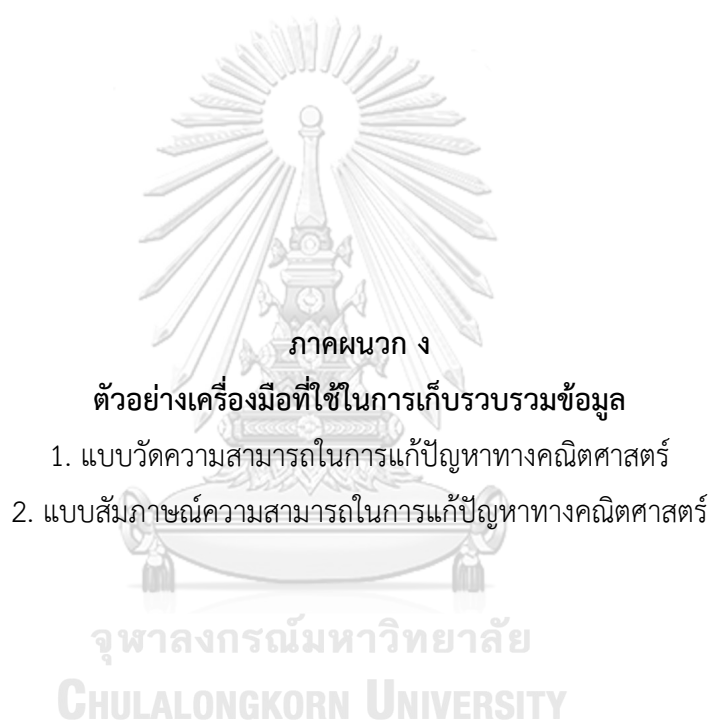 ภาคผนวก ง
ตัวอย่างเครื่องมือที่ใช้ในการเก็บรวบรวมข้อมูล
1. แบบวัดความสามารถในการแก้ปัญหาทางคณิตศาสตร์
2. แบบสัมภาษณ์ความสามารถในการแก้ปัญหาทางคณิตศาสตร์
จุฬาลงกรณ์มหาวิทยาลัย
CHULALONGKORN UNIVERSITY